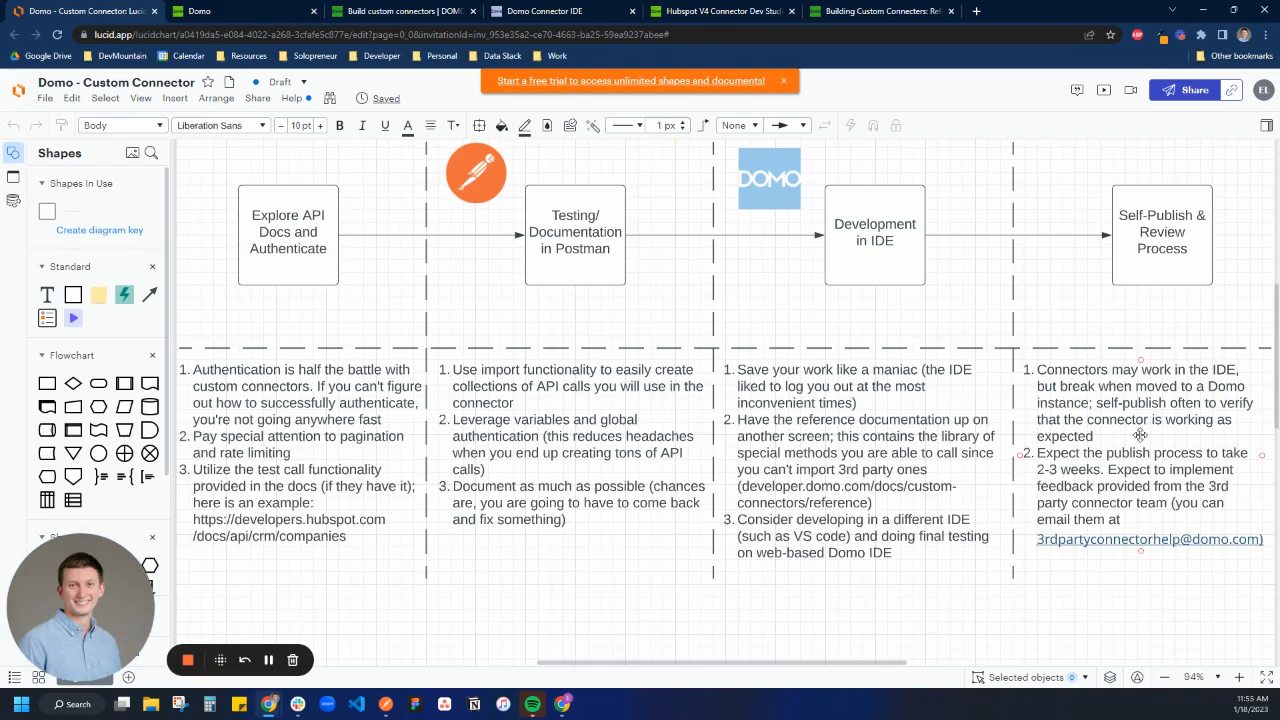 Domo - Custom Connector: Luci
Domo
Build custom connectors | DOM
Domo Connector IDE
Hubspot V4 Connector Dev Stud
Building Custom Connectors: Re
lucid.app/lucidchart/a0419da5-e084-4022-a268-3cfafe5c877e/edit?page=0_0&invitationId=inv_953e35a2-ce70-4663-ba25-59ea9237abee#
Google Drive
DevMountain
Calendar
Resources
Solopreneur
Developer
Personal
Data Stuff
Work
Other bookmarks
Domo - Custom Connector
Draft
Start a free trial to access unlimited shapes and documents!
File
Edit
Select
View
Insert
Arrange
Share
Help
Saved
Share
EL
Body
Liberation Sans
10 pt
B
I
U
A
T
1 px
None
Shapes
Shapes In Use
Create diagram key
Standard
T
Flowchart
DOMO
Explore API
Docs and
Authenticate
Testing/
Documentation
in Postman
Development
in IDE
Self-Publish &
Review
Process
1. Authentication is half the battle with
custom connectors. If you can't figure
out how to successfully authenticate,
you're not going anywhere fast
2. Pay special attention to pagination
and rate limiting
3. Utilize the test call functionality
provided in the docs (if they have it);
here is an example:
https://developers.hubspot.com
/docs/api/crm/companies
1. Use import functionality to easily create
collections of API calls you will use in the
connector
2. Leverage variables and global
authentication (this reduces headaches
when you end up creating tons of API
calls)
3. Document as much as possible (chances
are, you are going to have to come back
and fix something)
1. Save your work like a maniac (the IDE
liked to log you out at the most
inconvenient times)
2. Have the reference documentation up on
another screen; this contains the library of
special methods you are able to call since
you can't import 3rd party ones
(developer.domo.com/docs/custom-
connectors/reference)
3. Consider developing in a different IDE
(such as VS code) and doing final testing
on web-based Domo IDE
1. Connectors may work in the IDE,
but break when moved to a Domo
instance; self-publish often to verify
that the connector is working as
expected
2. Expect the publish process to take
2-3 weeks. Expect to implement
feedback provided from the 3rd
party connector team (you can
email them at
3rdpartyconnectorhelp@domo.com)
Selected objects
0
94%
Search
11:55 AM
1/18/2023